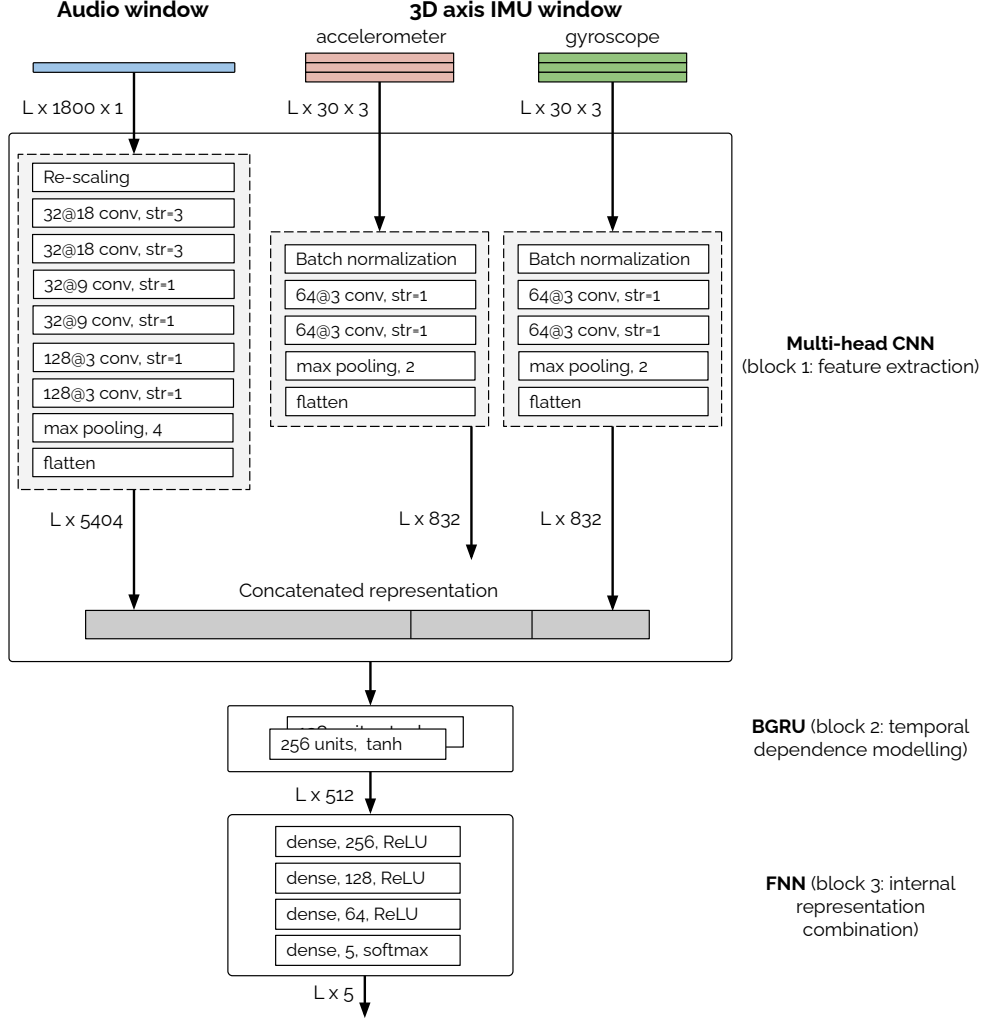 Audio window
3D axis IMU window
accelerometer
gyroscope
L x 1800 x 1
L x 30 x 3
L x 30 x 3
Re-scaling
32@18 conv, str=3
32@18 conv, str=3
32@9 conv, str=1
32@9 conv, str=1
128@3 conv, str=1
128@3 conv, str=1
max pooling, 4
flatten
Batch normalization
64@3 conv, str=1
64@3 conv, str=1
max pooling, 2
flatten
Batch normalization
64@3 conv, str=1
64@3 conv, str=1
max pooling, 2
flatten
Multi-head CNN
(block 1: feature extraction)
L x 5404
L x 832
L x 832
Concatenated representation
256 units, tanh
BGRU (block 2: temporal
dependence modelling)
L x 512
dense, 256, ReLU
dense, 128, ReLU
dense, 64, ReLU
dense, 5, softmax
FNN (block 3: internal
representation
combination)
L x 5